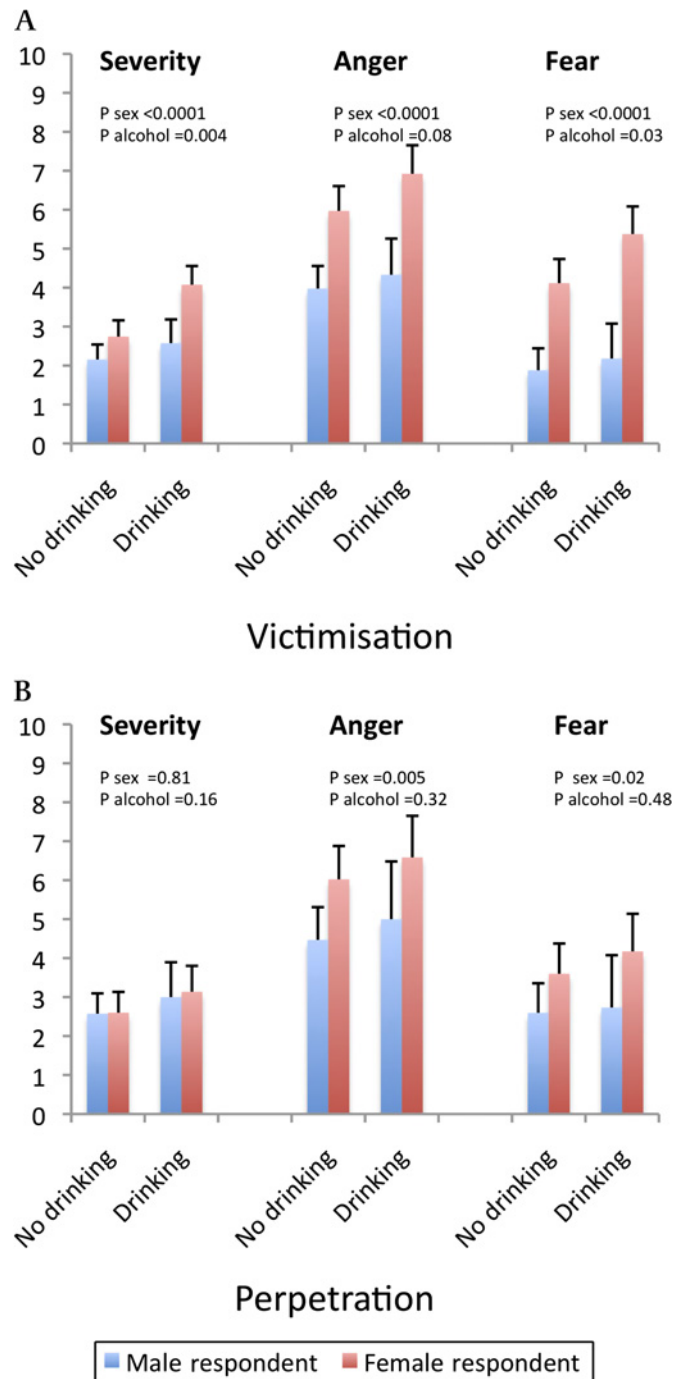 A
10
9
8
7
6
5
4
3
2
1
0
Severity
P sex <0.0001
P alcohol =0.004
Anger
P sex <0.0001
P alcohol =0.08
Fear
P sex <0.0001
P alcohol =0.03
No drinking
Drinking
No drinking
Drinking
No drinking
Drinking
Victimisation
B
10
9
8
7
6
5
4
3
2
1
0
Severity
P sex =0.81
P alcohol =0.16
Anger
P sex =0.005
P alcohol =0.32
Fear
P sex =0.02
P alcohol =0.48
No drinking
Drinking
No drinking
Drinking
No drinking
Drinking
Perpetration
Male respondent Female respondent